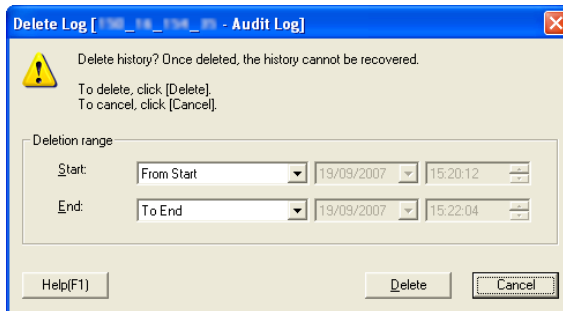 Delete Log [ - Audit Log]
Delete history? Once deleted, the history cannot be recovered.
To delete, click [Delete].
To cancel, click [Cancel].
Deletion range
Start: From Start 19/09/2007 15:20:12
End: To End 19/09/2007 15:22:04
Help(F1) Delete Cancel